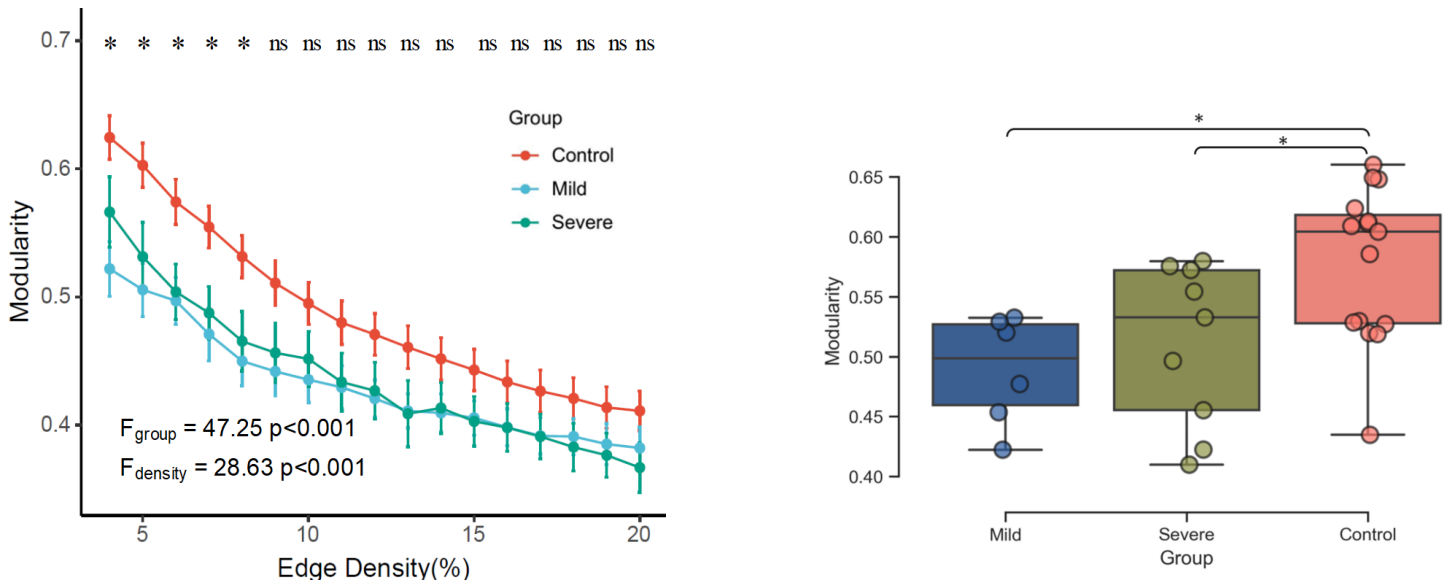 0.7
0.6
0.5
0.4
* * * * * ns ns ns ns ns ns ns ns ns ns ns ns
Group
Control
Mild
Severe
F_group = 47.25 p<0.001
F_density = 28.63 p<0.001
5 10 15 20
Edge Density(%)
Modularity
*
*
0.65
0.60
0.55
0.50
0.45
0.40
Modularity
Mild Severe Control
Group